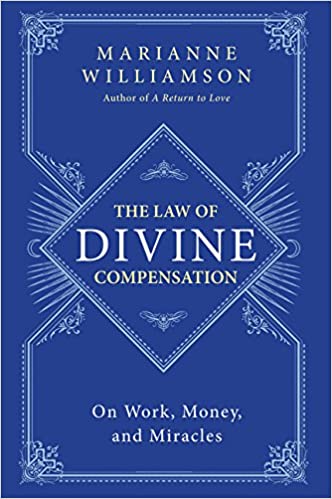 MARIANNE
WILLIAMSON
Author of A Return to Love
THE LAW OF
DIVINE
COMPENSATION
On Work, Money,
and Miracles